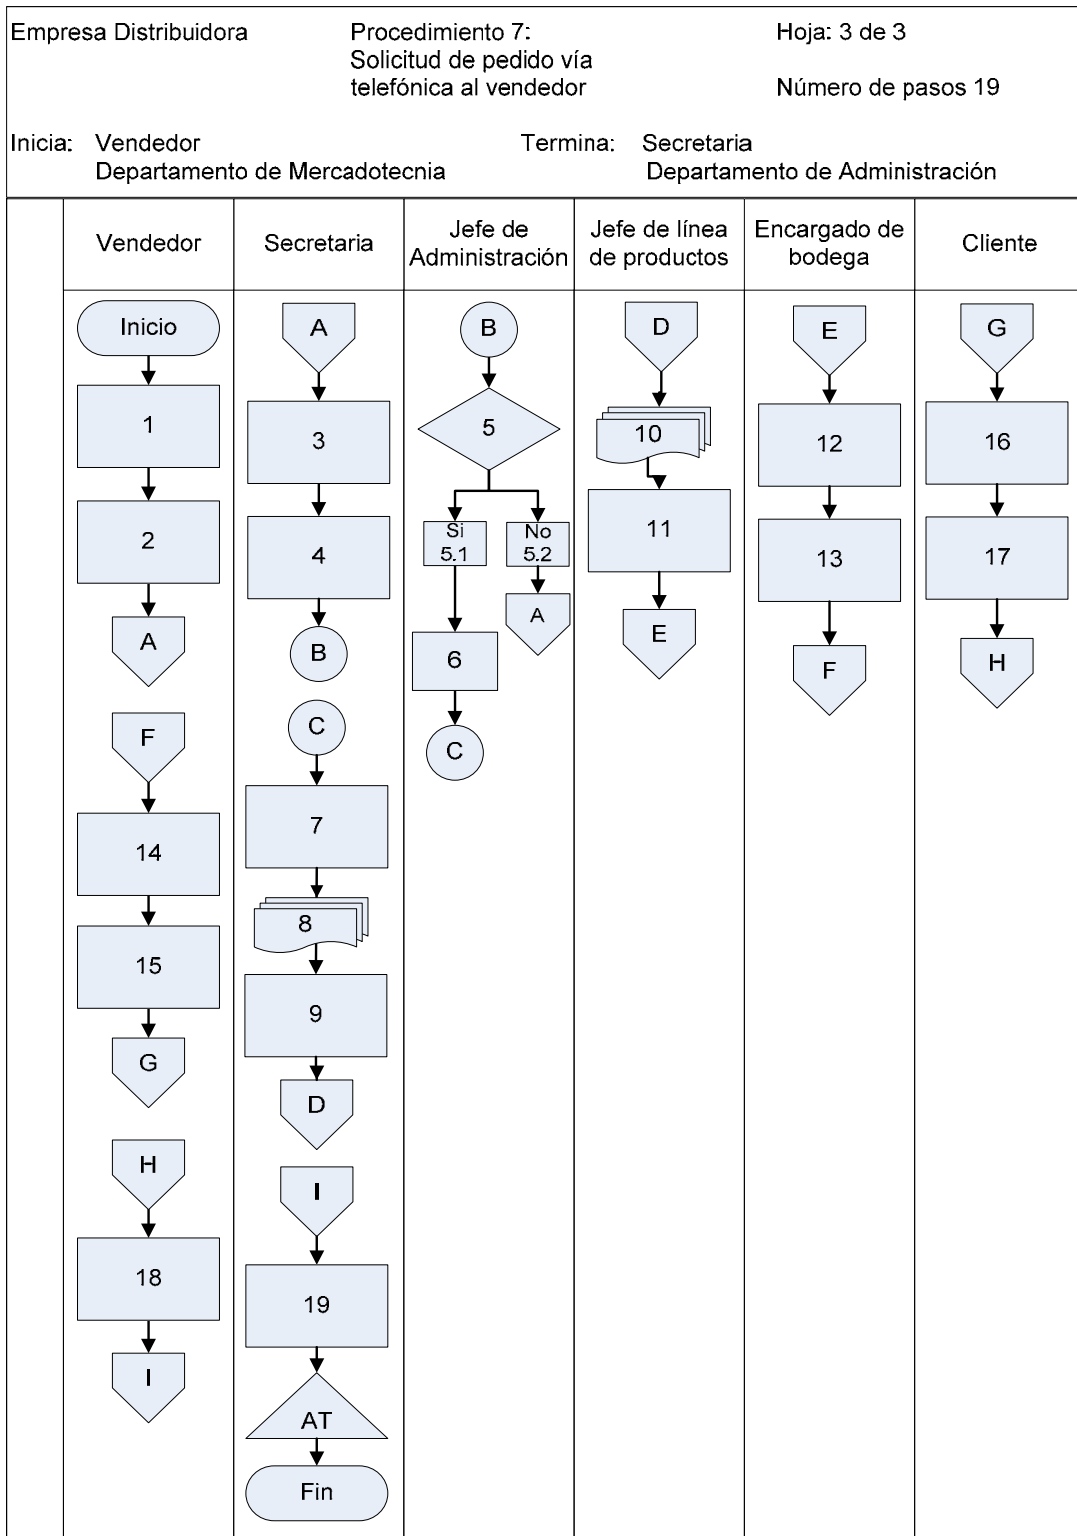 Empresa Distribuidora
Procedimiento 7:
Solicitud de pedido vía
telefónica al vendedor
Hoja: 3 de 3
Número de pasos 19
Inicia: Vendedor
Departamento de Mercadotecnia
Termina: Secretaria
Departamento de Administración
Vendedor
Secretaria
Jefe de
Administración
Jefe de línea
de productos
Encargado de
bodega
Cliente
Inicio
1
2
A
F
14
15
G
H
18
I
A
3
4
B
C
7
8
9
D
I
19
AT
Fin
B
5
Si
5.1
No
5.2
A
6
C
D
10
11
E
E
12
13
F
G
16
17
H